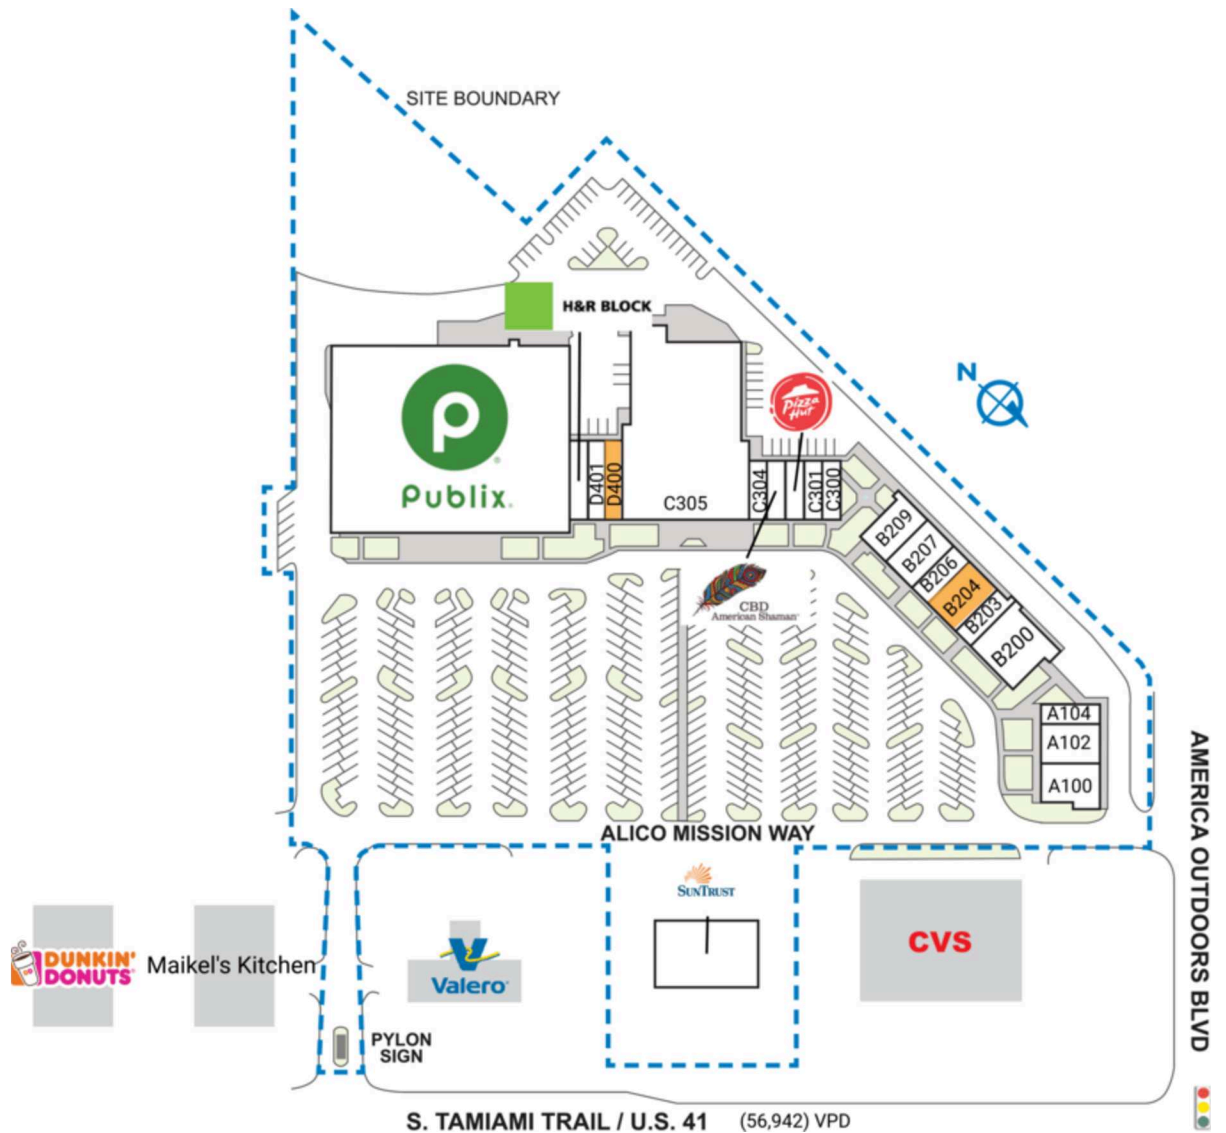 SITE BOUNDARY
H&R BLOCK
N
Pizza
Hut
P
Publix.
D401
D400
C305
C304
C301
C300
B209
B207
B206
B204
B203
B200
CBD
American Shaman
A104
A102
A100
ALICO MISSION WAY
AMERICA OUTDOORS BLVD
SUNTRUST
CVS
DUNKIN'
DONUTS
Maikel's Kitchen
V
Valero
PYLON
SIGN
S. TAMIAMI TRAIL / U.S. 41 (56,942) VPD